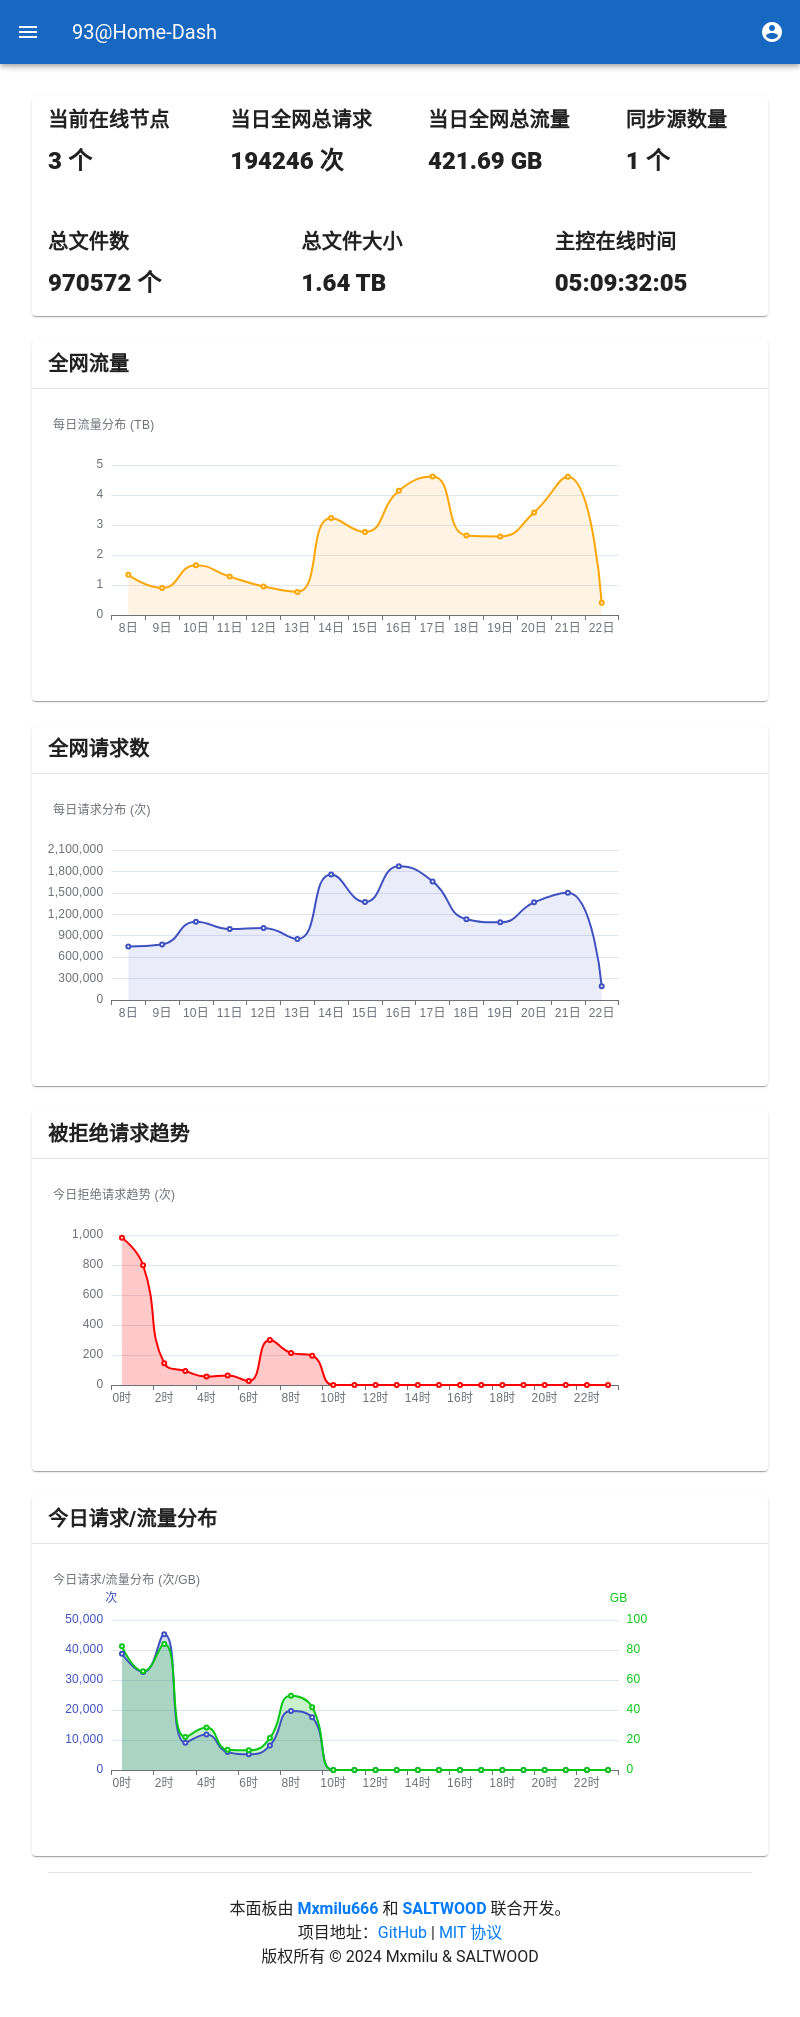 93@Home-Dash
当前在线节点 当日全网总请求 当日全网总流量 同步源数量
3 个 194246 次 421.69 GB 1 个
总文件数 总文件大小 主控在线时间
970572 个 1.64 TB 05:09:32:05
全网流量
每日流量分布 (TB)
5
4
3
2
1
0
8日 9日 10日 11日 12日 13日 14日 15日 16日 17日 18日 19日 20日 21日 22日
全网请求数
每日请求分布 (次)
2,100,000
1,800,000
1,500,000
1,200,000
900,000
600,000
300,000
0
8日 9日 10日 11日 12日 13日 14日 15日 16日 17日 18日 19日 20日 21日 22日
被拒绝请求趋势
今日拒绝请求趋势 (次)
1,000
800
600
400
200
0
0时 2时 4时 6时 8时 10时 12时 14时 16时 18时 20时 22时
今日请求/流量分布
今日请求/流量分布 (次/GB)
次 GB
50,000 100
40,000 80
30,000 60
20,000 40
10,000 20
0 0
0时 2时 4时 6时 8时 10时 12时 14时 16时 18时 20时 22时
本面板由 Mxmilu666 和 SALTWOOD 联合开发。
项目地址：GitHub | MIT 协议
版权所有 © 2024 Mxmilu & SALTWOOD